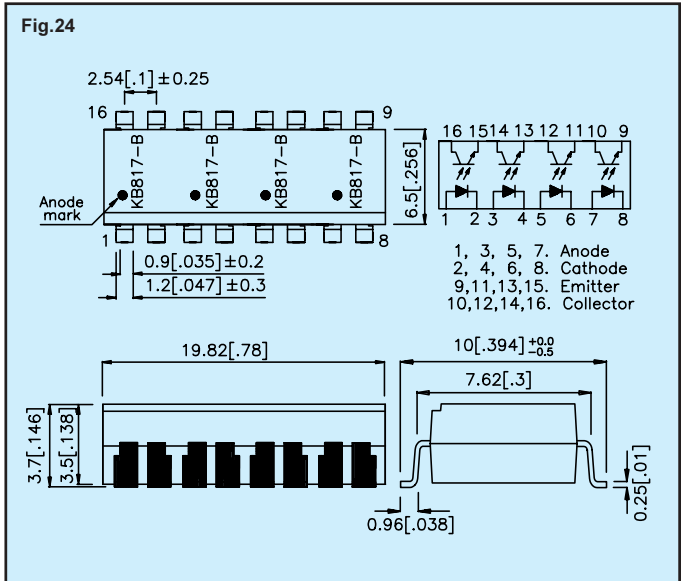 Fig.24
2.54[.1]±0.25
16
9
KB817-B
KB817-B
KB817-B
KB817-B
Anode
mark
1
8
6.5[.256]
0.9[.035]±0.2
1.2[.047]±0.3
16 15 14 13 12 11 10 9
1 2 3 4 5 6 7 8
1, 3, 5, 7. Anode
2, 4, 6, 8. Cathode
9,11,13,15. Emitter
10,12,14,16. Collector
19.82[.78]
3.7[.146]
3.5[.138]
10[.394] +0.0 -0.5
7.62[.3]
0.25[.01]
0.96[.038]